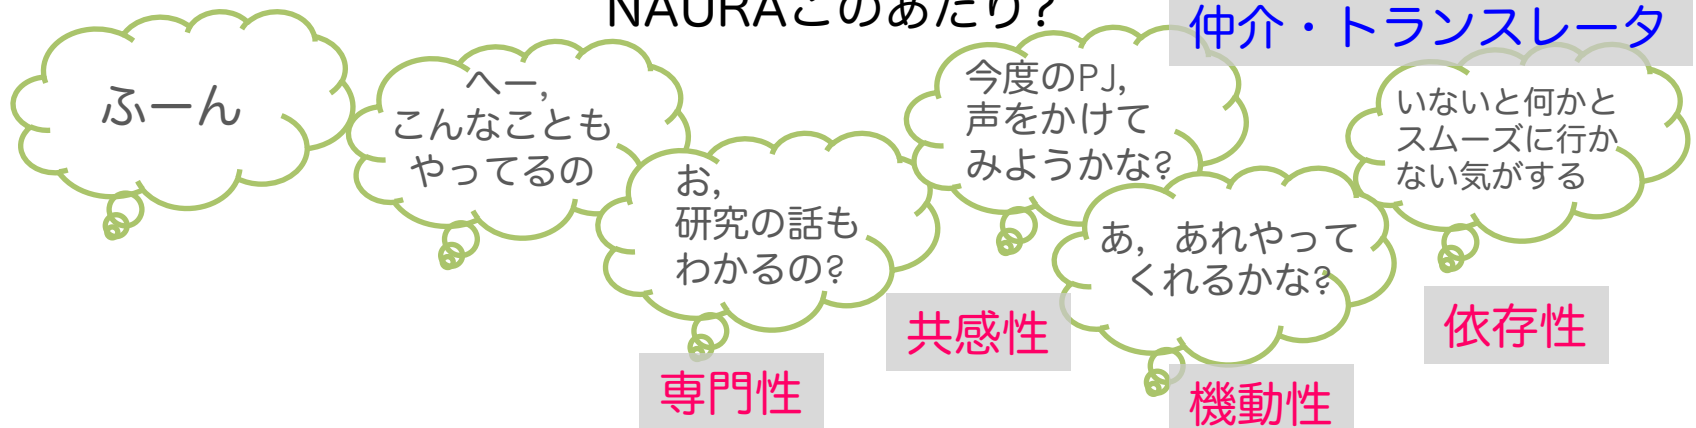 NAURAこのあたり?
仲介・トランスレータ
ふーん
へー,
こんなことも
やってるの
お,
研究の話も
わかるの?
今度のPJ,
声をかけて
みようかな?
あ，あれやって
くれるかな?
いないと何かと
スムーズに行か
ない気がする
専門性
共感性
機動性
依存性